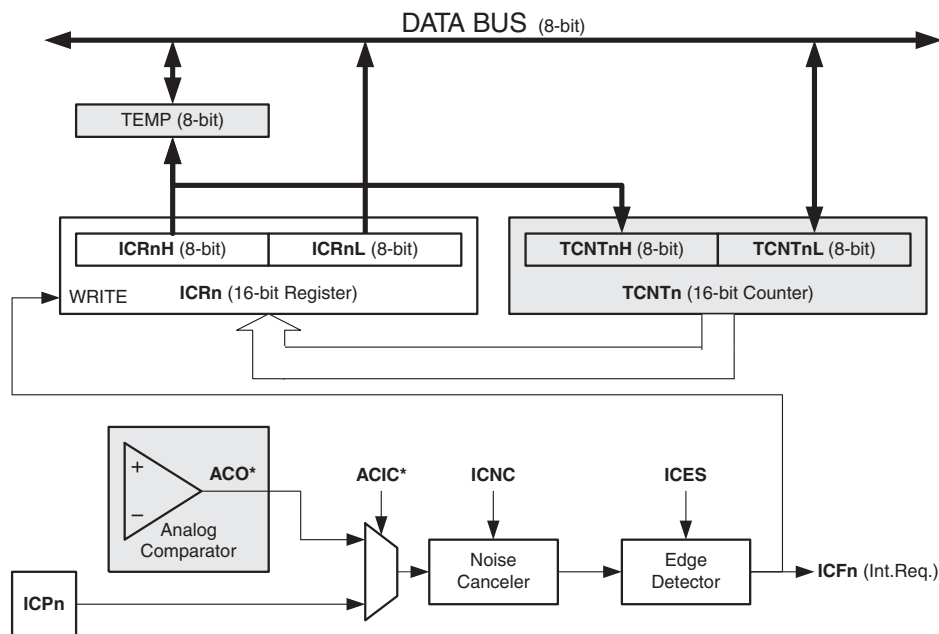 DATA BUS (8-bit)
TEMP (8-bit)
ICRnH (8-bit) ICRnL (8-bit) TCNTnH (8-bit) TCNTnL (8-bit)
WRITE ICRn (16-bit Register) TCNTn (16-bit Counter)
+
−
ACO*
Analog
Comparator
ACIC*
ICNC
ICES
Noise
Canceler
Edge
Detector
ICFn (Int.Req.)
ICPn